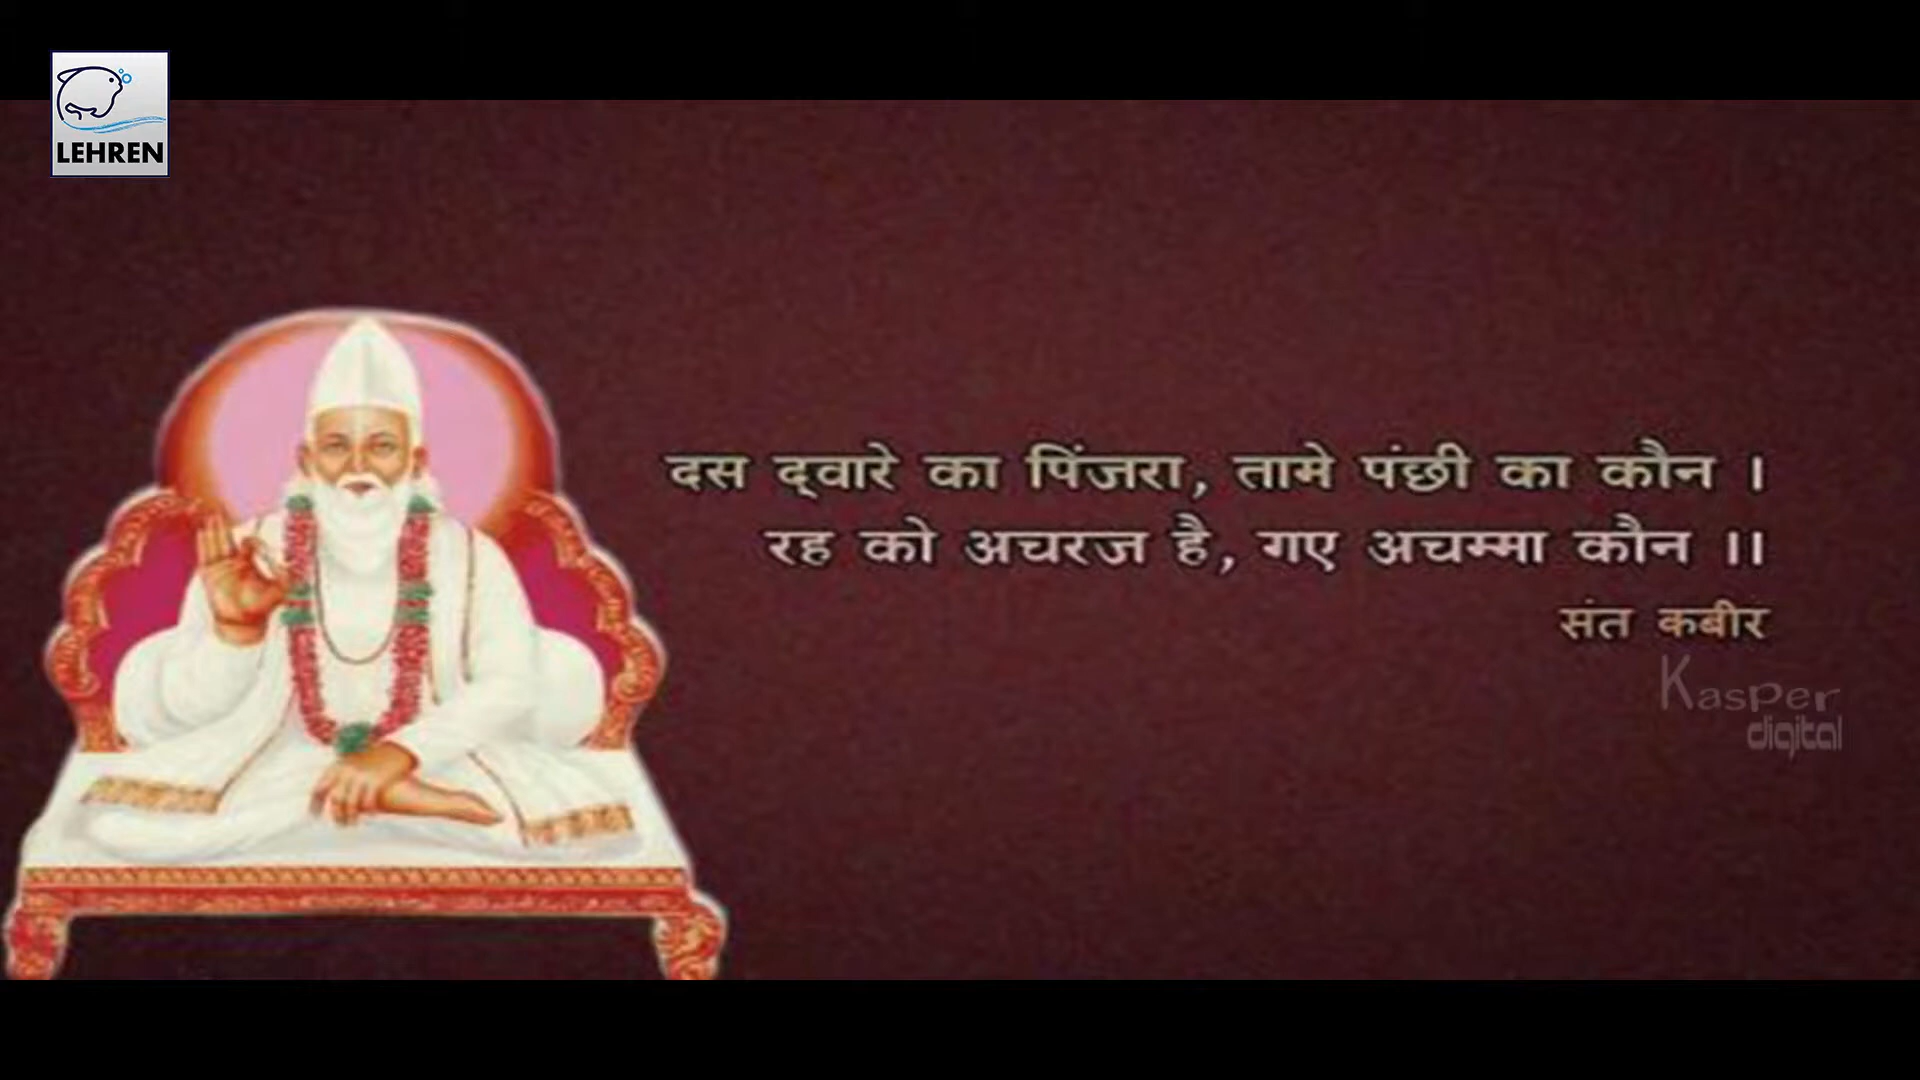 LEHREN
दस द्वारे का पिंजरा, तामे पंछी का कौन ।
रह को अचरज है, गए अचम्मा कौन ।।
संत कबीर
Kasper
digital